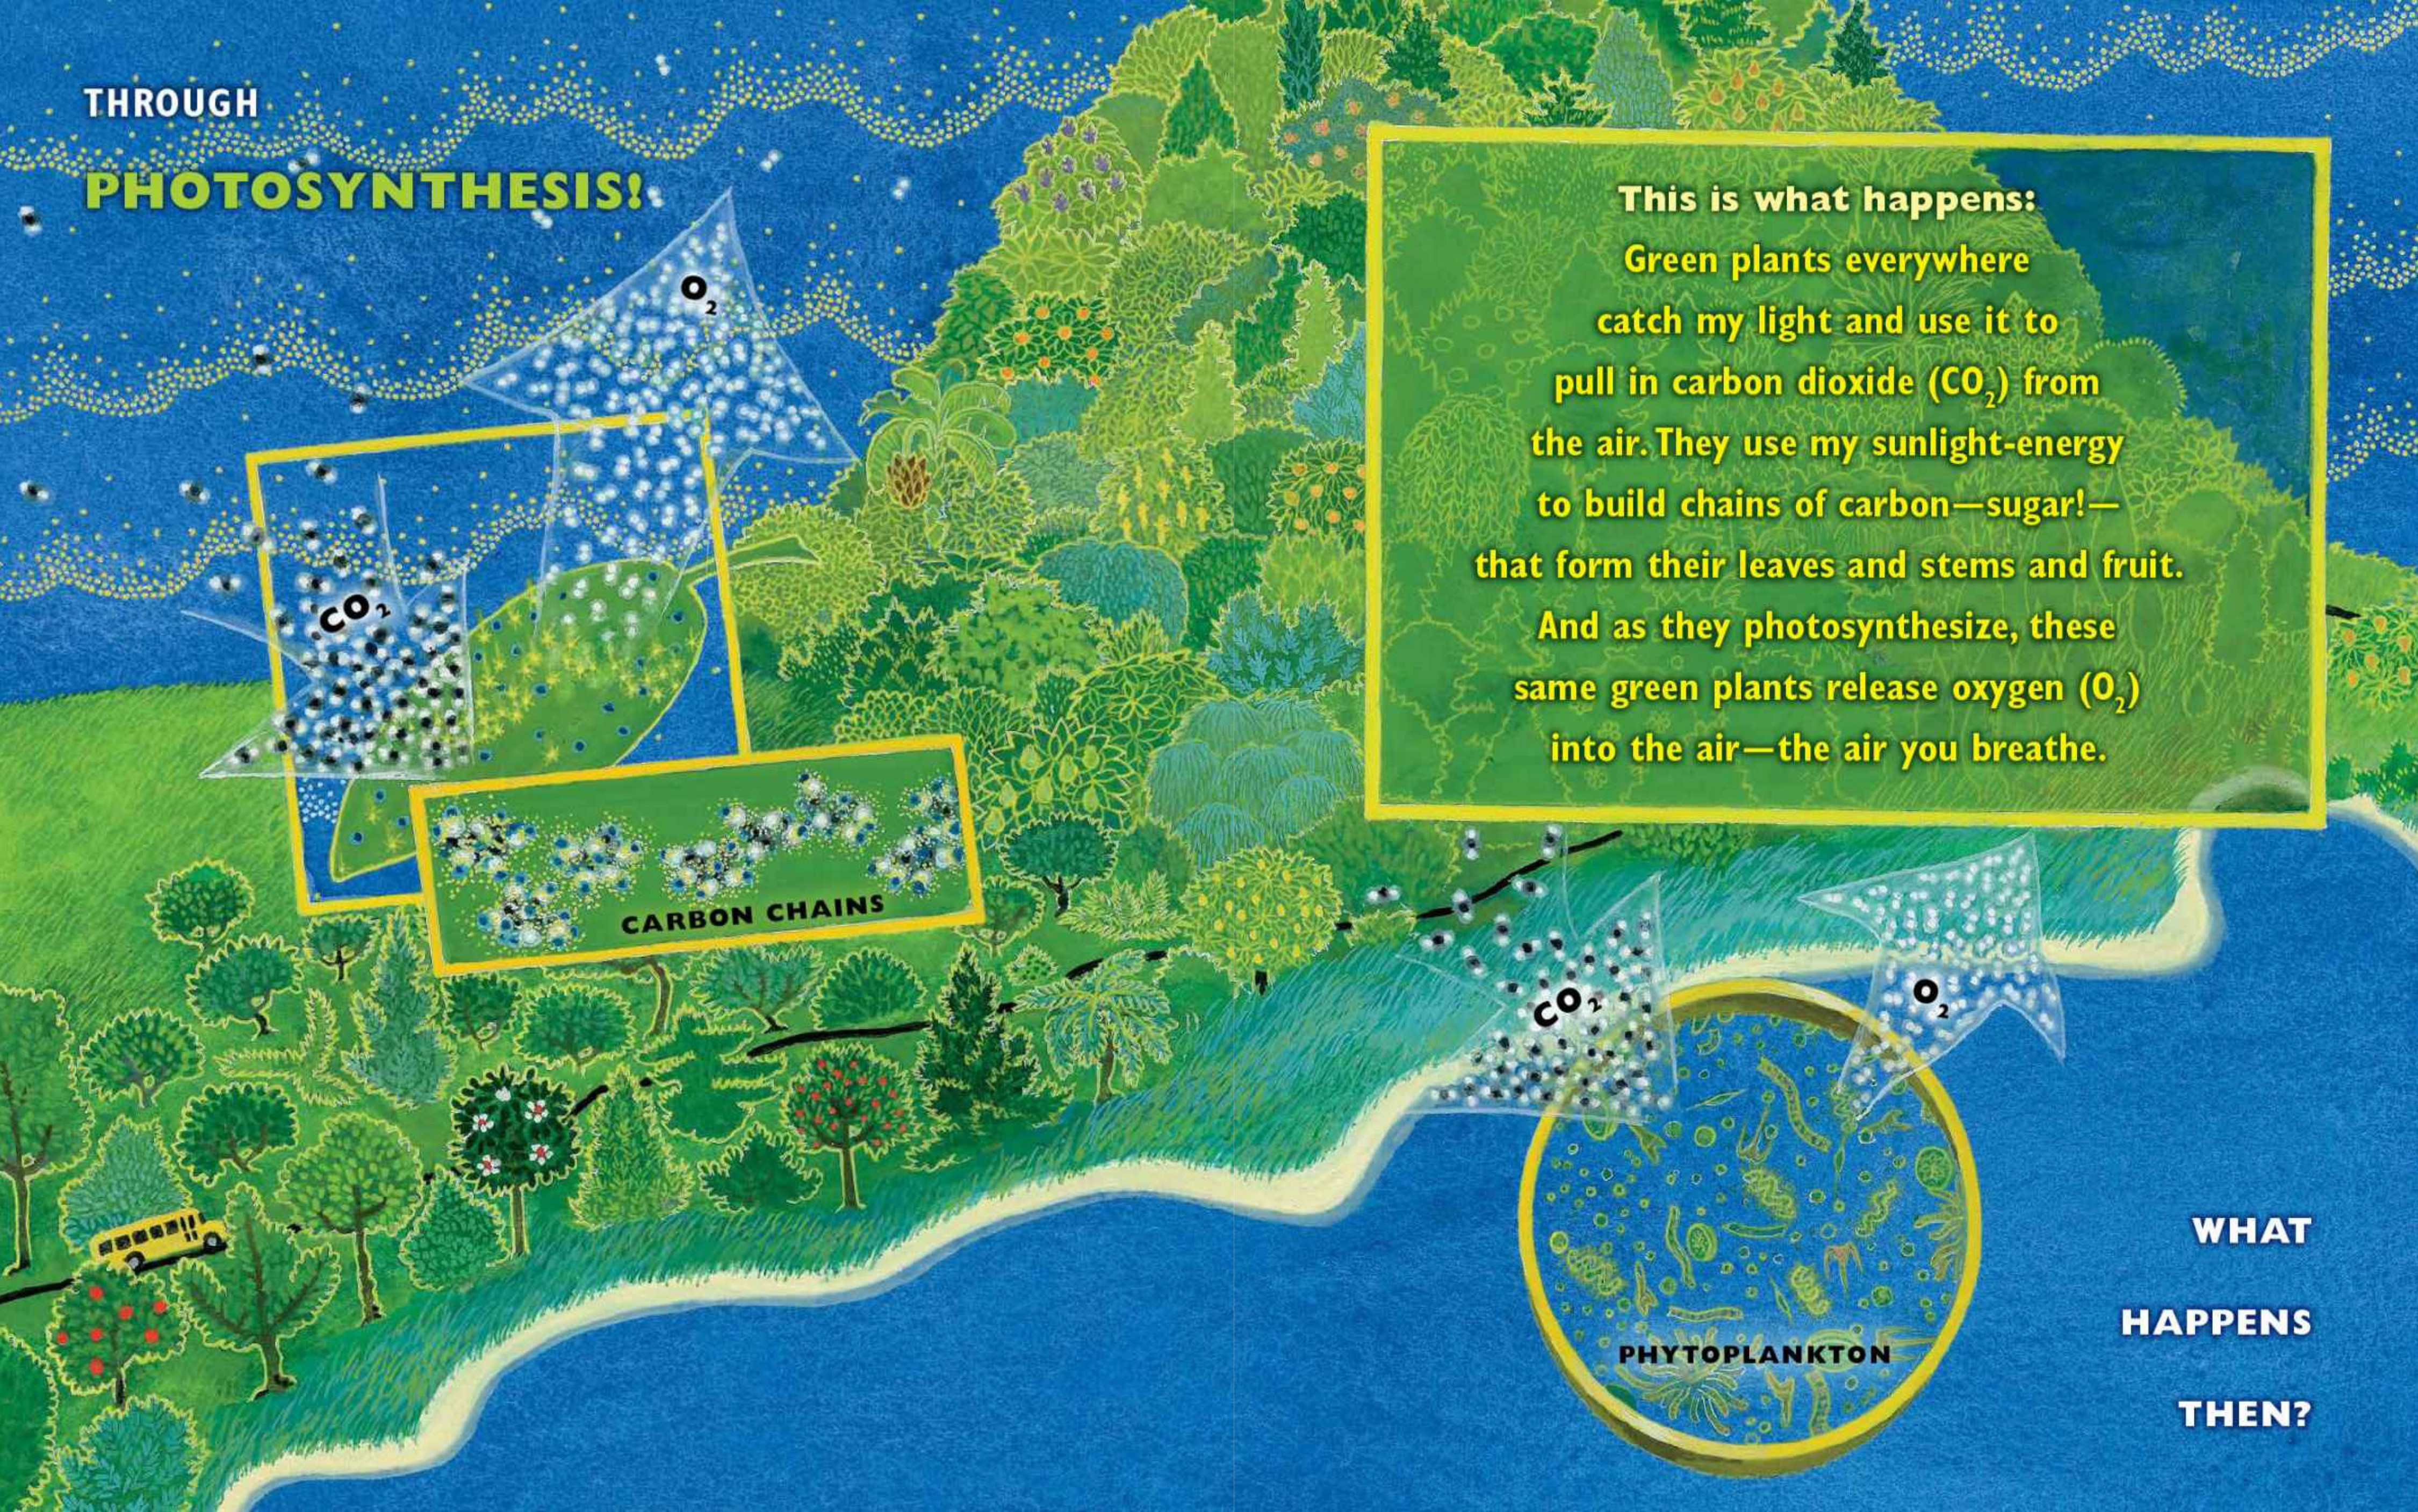 THROUGH
PHOTOSYNTHESIS!
O₂
CO₂
CARBON CHAINS
This is what happens:
Green plants everywhere
catch my light and use it to
pull in carbon dioxide (CO₂) from
the air. They use my sunlight-energy
to build chains of carbon—sugar!—
that form their leaves and stems and fruit.
And as they photosynthesize, these
same green plants release oxygen (O₂)
into the air—the air you breathe.
CO₂
O₂
PHYTOPLANKTON
WHAT
HAPPENS
THEN?